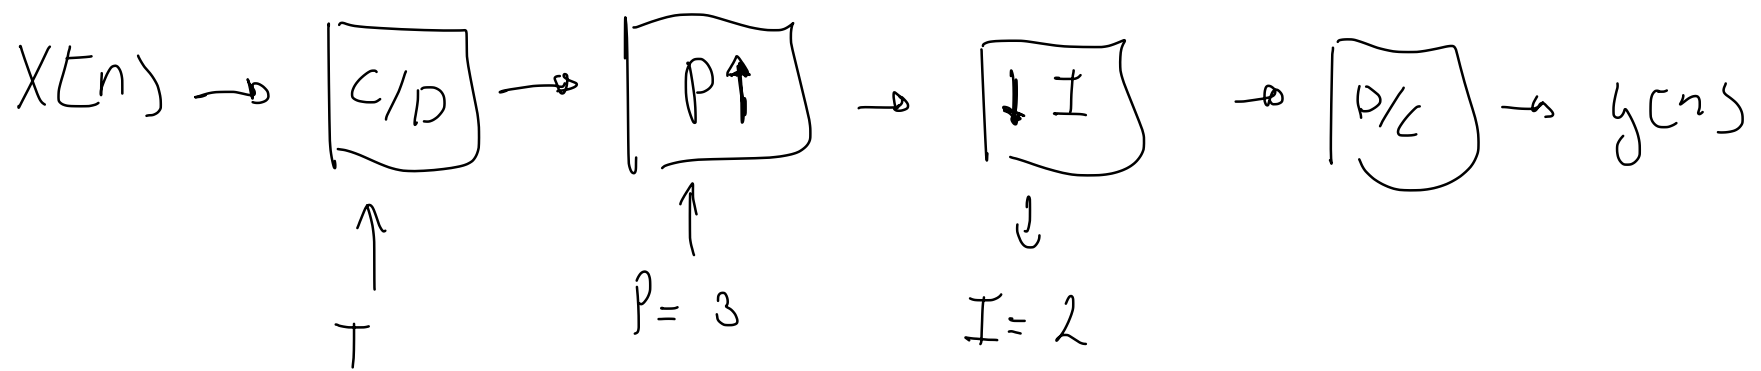 X[n] → C/D → P↑ → ↓ I → D/C → y[n]
↑ ↑ ↓
T P = 3 I = 2